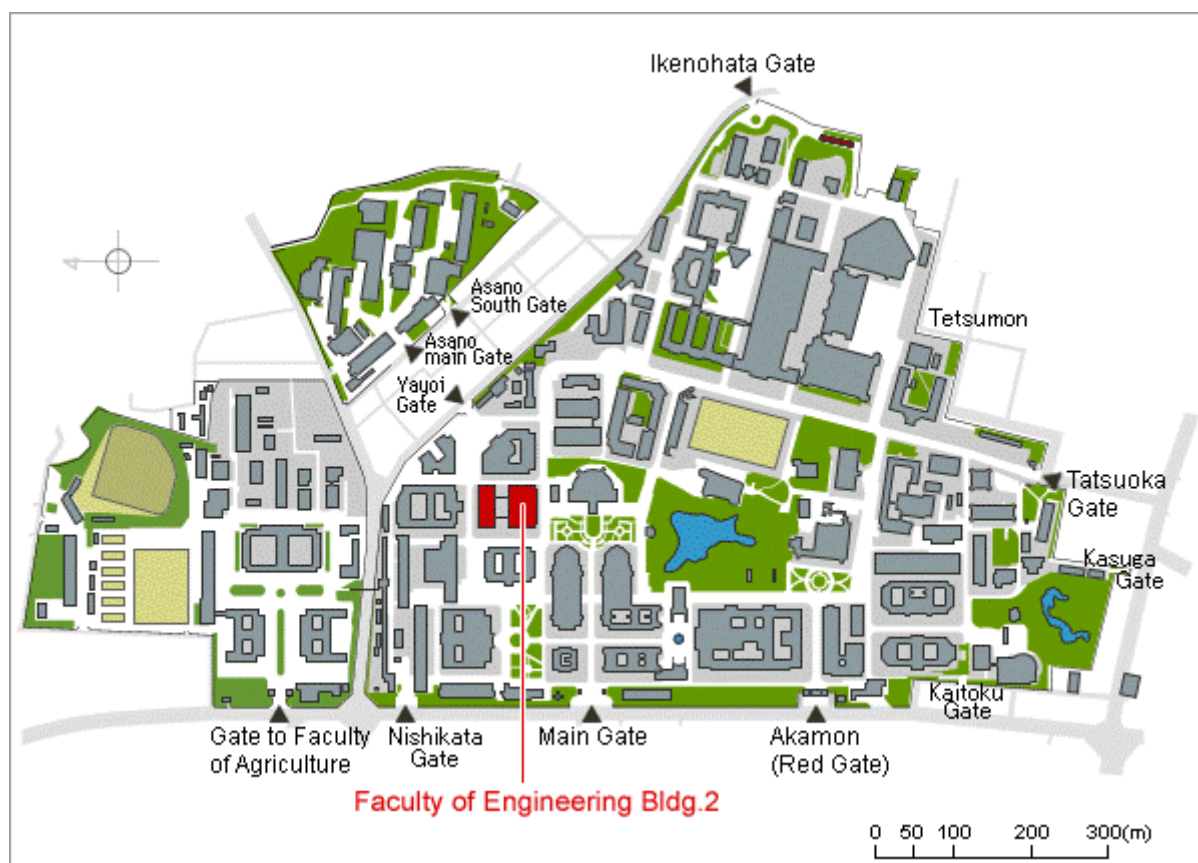 Ikenohata Gate
Asano
South Gate
Asano
main Gate
Yayoi
Gate
Tetsumon
Tatsuoka
Gate
Kasuga
Gate
Kaitoku
Gate
Gate to Faculty
of Agriculture
Nishikata
Gate
Main Gate
Akamon
(Red Gate)
Faculty of Engineering Bldg.2
0 50 100 200 300(m)